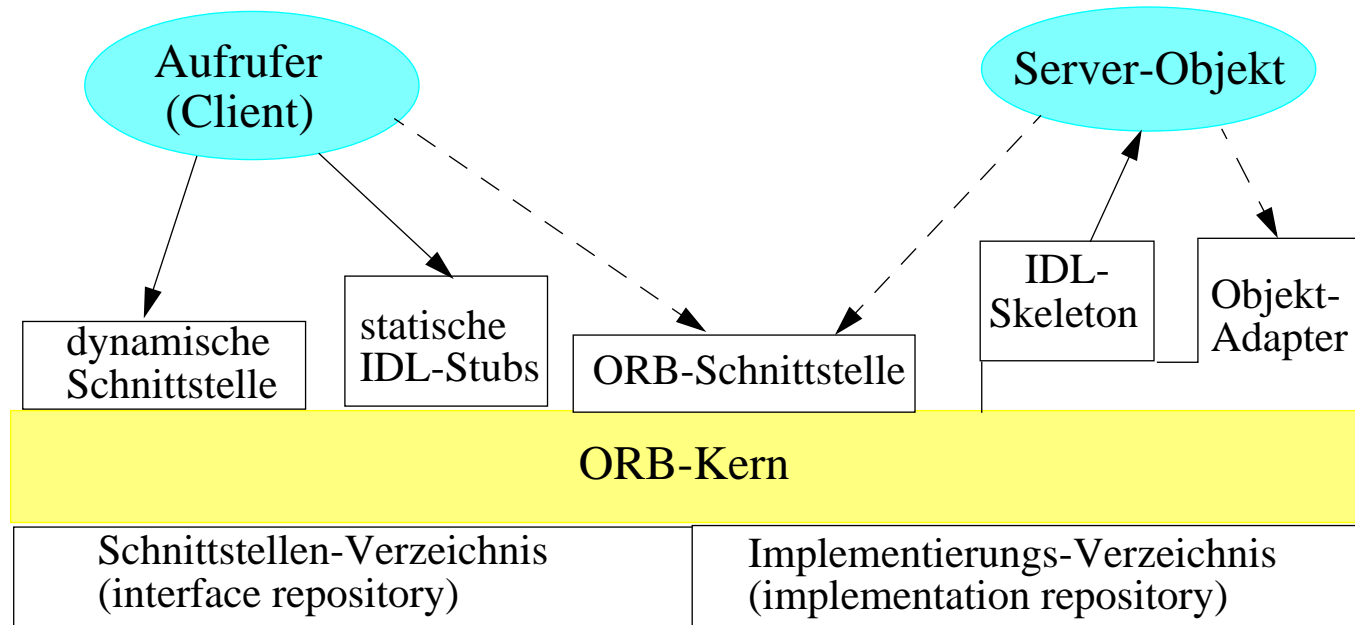 Aufrufer
(Client)
Server-Objekt
dynamische
Schnittstelle
statische
IDL-Stubs
ORB-Schnittstelle
IDL-
Skeleton
Objekt-
Adapter
ORB-Kern
Schnittstellen-Verzeichnis
(interface repository)
Implementierungs-Verzeichnis
(implementation repository)